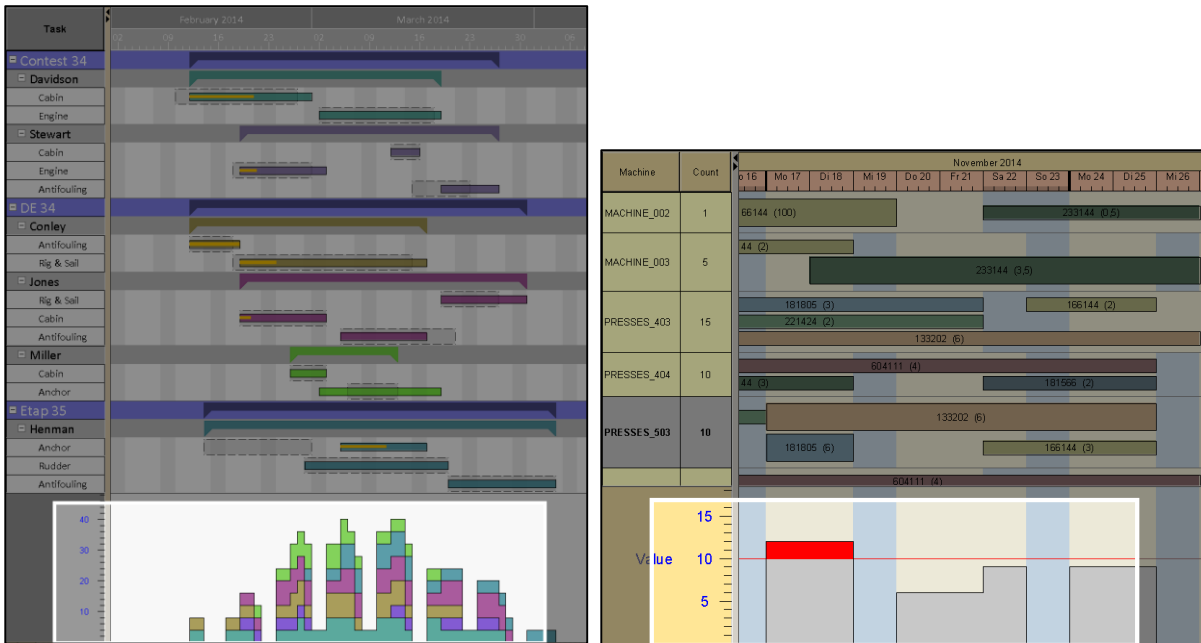 Task
February 2014
March 2014
02 09 16 23 02 09 16 23 30 06
Contest 34
Davidson
Cabin
Engine
Stewart
Cabin
Engine
Antifouling
DE 34
Conley
Antifouling
Rig & Sail
Jones
Rig & Sail
Cabin
Antifouling
Miller
Cabin
Anchor
Etap 35
Henman
Anchor
Rudder
Antifouling
40
30
20
10
Machine Count
November 2014
o 16 Mo 17 Di 18 Mi 19 Do 20 Fr 21 Sa 22 So 23 Mo 24 Di 25 Mi 26
MACHINE_002 1 66144 (100) 233144 (0,5)
44 (2)
MACHINE_003 5 233144 (3,5)
181805 (3) 166144 (2)
PRESSES_403 15 221424 (2)
133202 (6)
604111 (4)
PRESSES_404 10 44 (3) 181566 (2)
133202 (6)
PRESSES_503 10
181805 (6) 166144 (3)
604111 (4)
15
Value 10
5